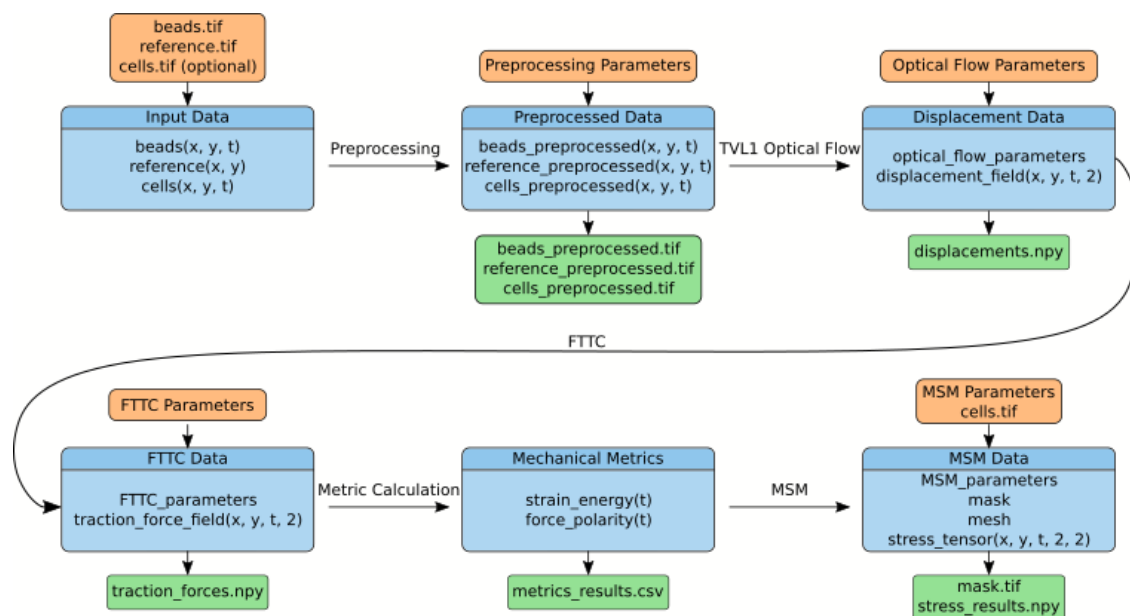 beads.tif
reference.tif
cells.tif (optional)
Preprocessing Parameters
Optical Flow Parameters
Input Data
beads(x, y, t)
reference(x, y)
cells(x, y, t)
Preprocessing
Preprocessed Data
beads_preprocessed(x, y, t)
reference_preprocessed(x, y, t)
cells_preprocessed(x, y, t)
TVL1 Optical Flow
Displacement Data
optical_flow_parameters
displacement_field(x, y, t, 2)
beads_preprocessed.tif
reference_preprocessed.tif
cells_preprocessed.tif
displacements.npy
FTTC
FTTC Parameters
MSM Parameters
cells.tif
FTTC Data
FTTC_parameters
traction_force_field(x, y, t, 2)
Metric Calculation
Mechanical Metrics
strain_energy(t)
force_polarity(t)
MSM
MSM Data
MSM_parameters
mask
mesh
stress_tensor(x, y, t, 2, 2)
traction_forces.npy
metrics_results.csv
mask.tif
stress_results.npy